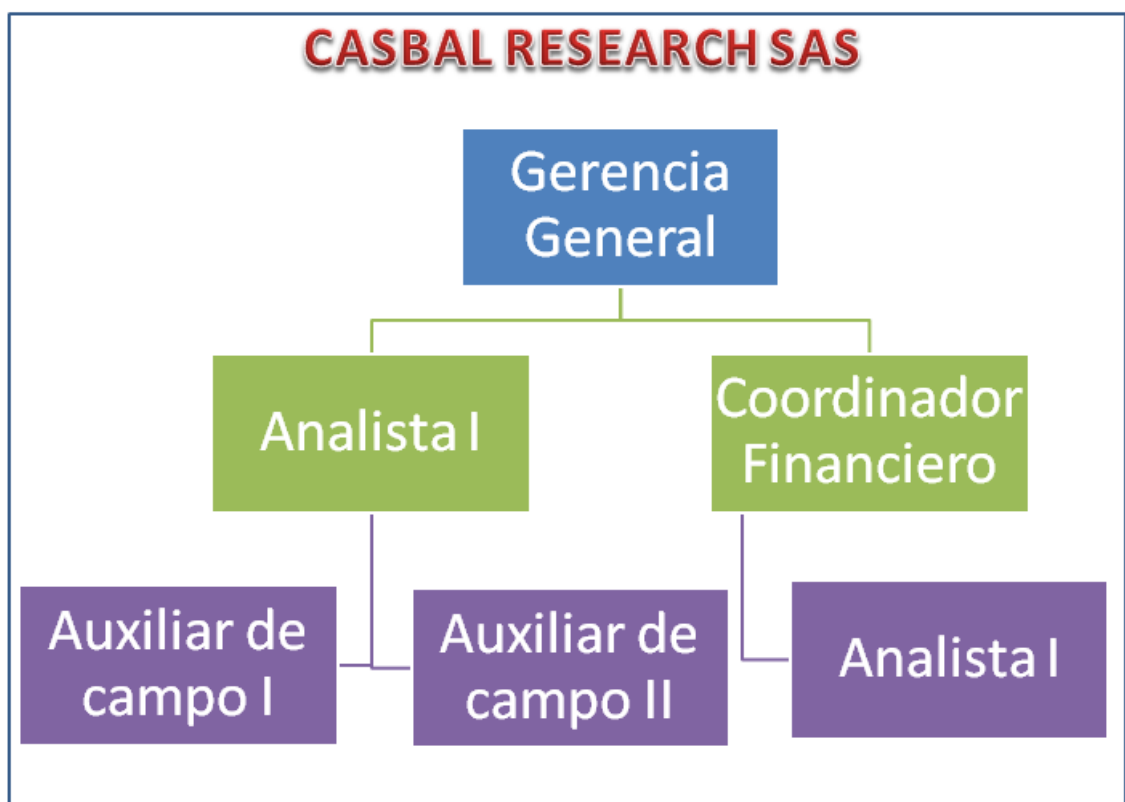 CASBAL RESEARCH SAS
Gerencia
General
Analista I
Coordinador
Financiero
Auxiliar de
campo I
Auxiliar de
campo II
Analista I